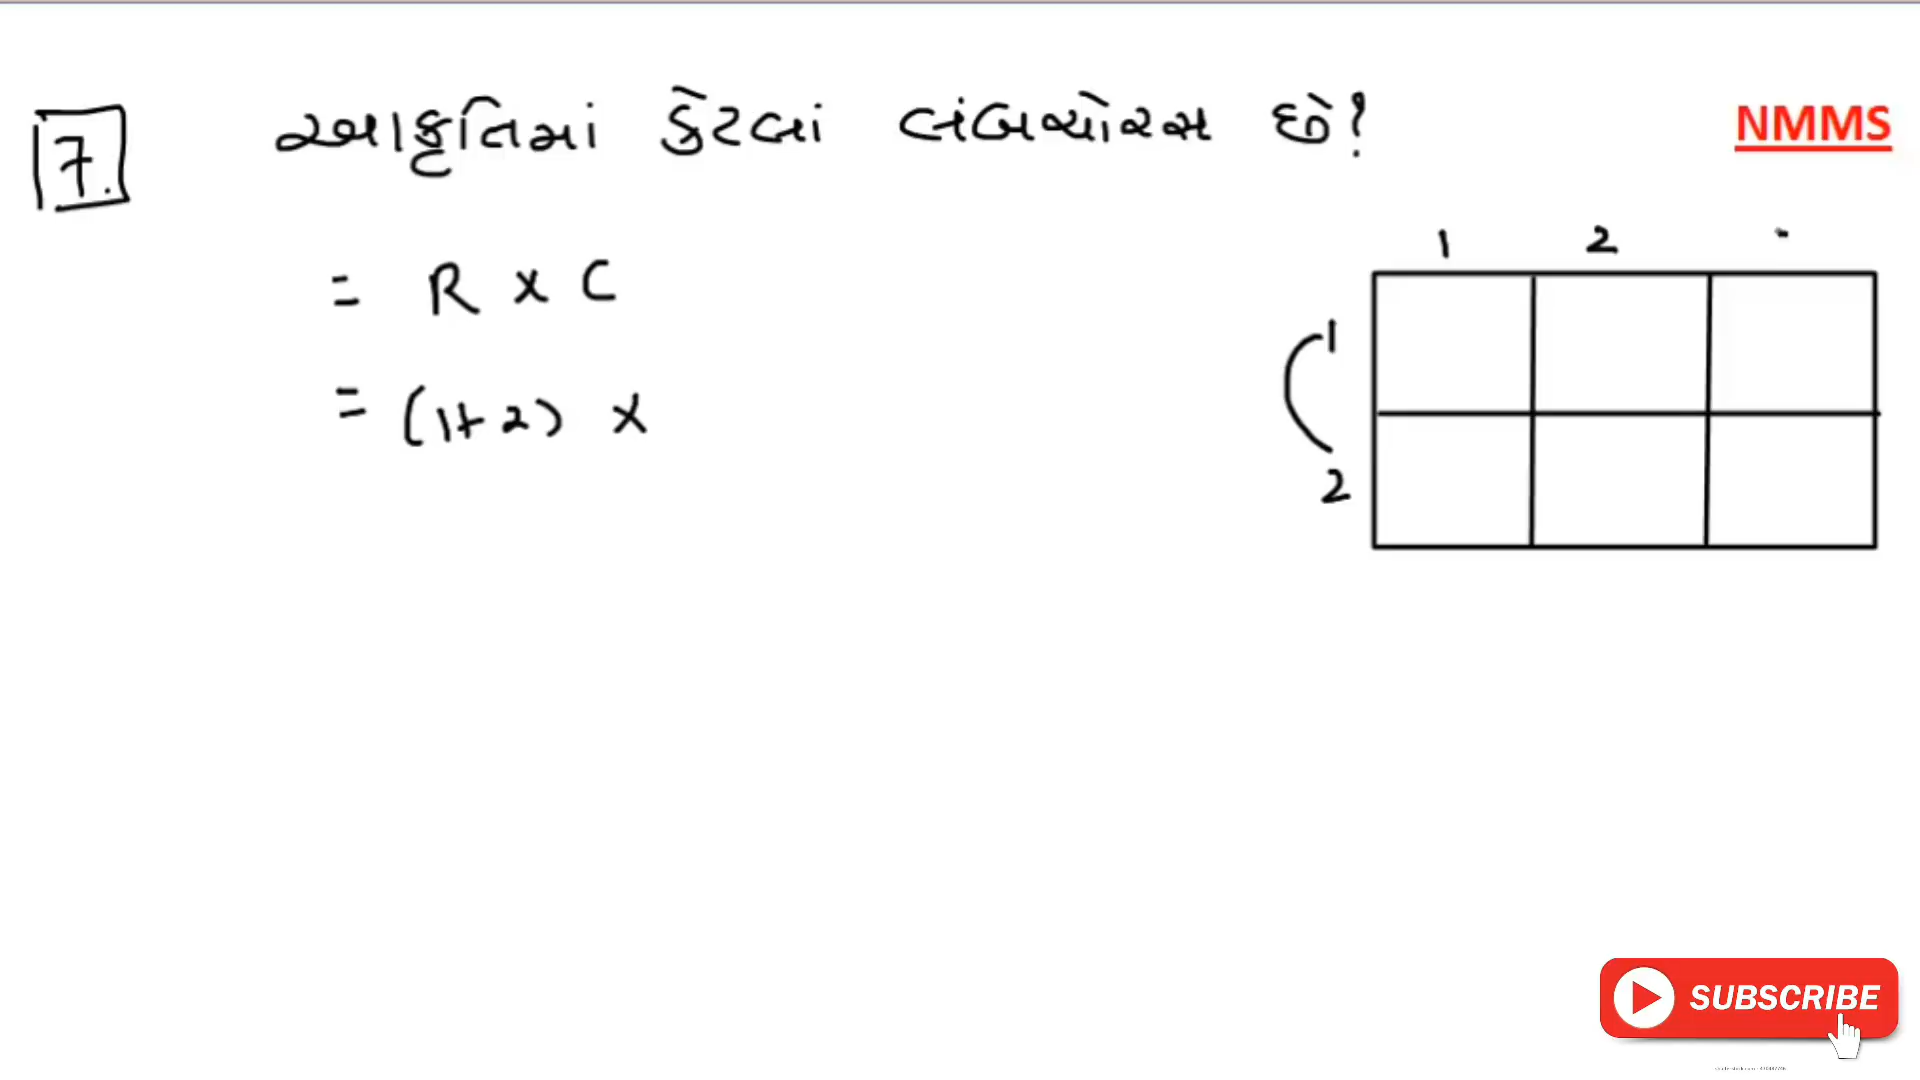 7. આકૃતિમાં કેટલાં લંબચોરસ છે?
NMMS
= R x C
= (1+2) x
1 2
1
2
SUBSCRIBE